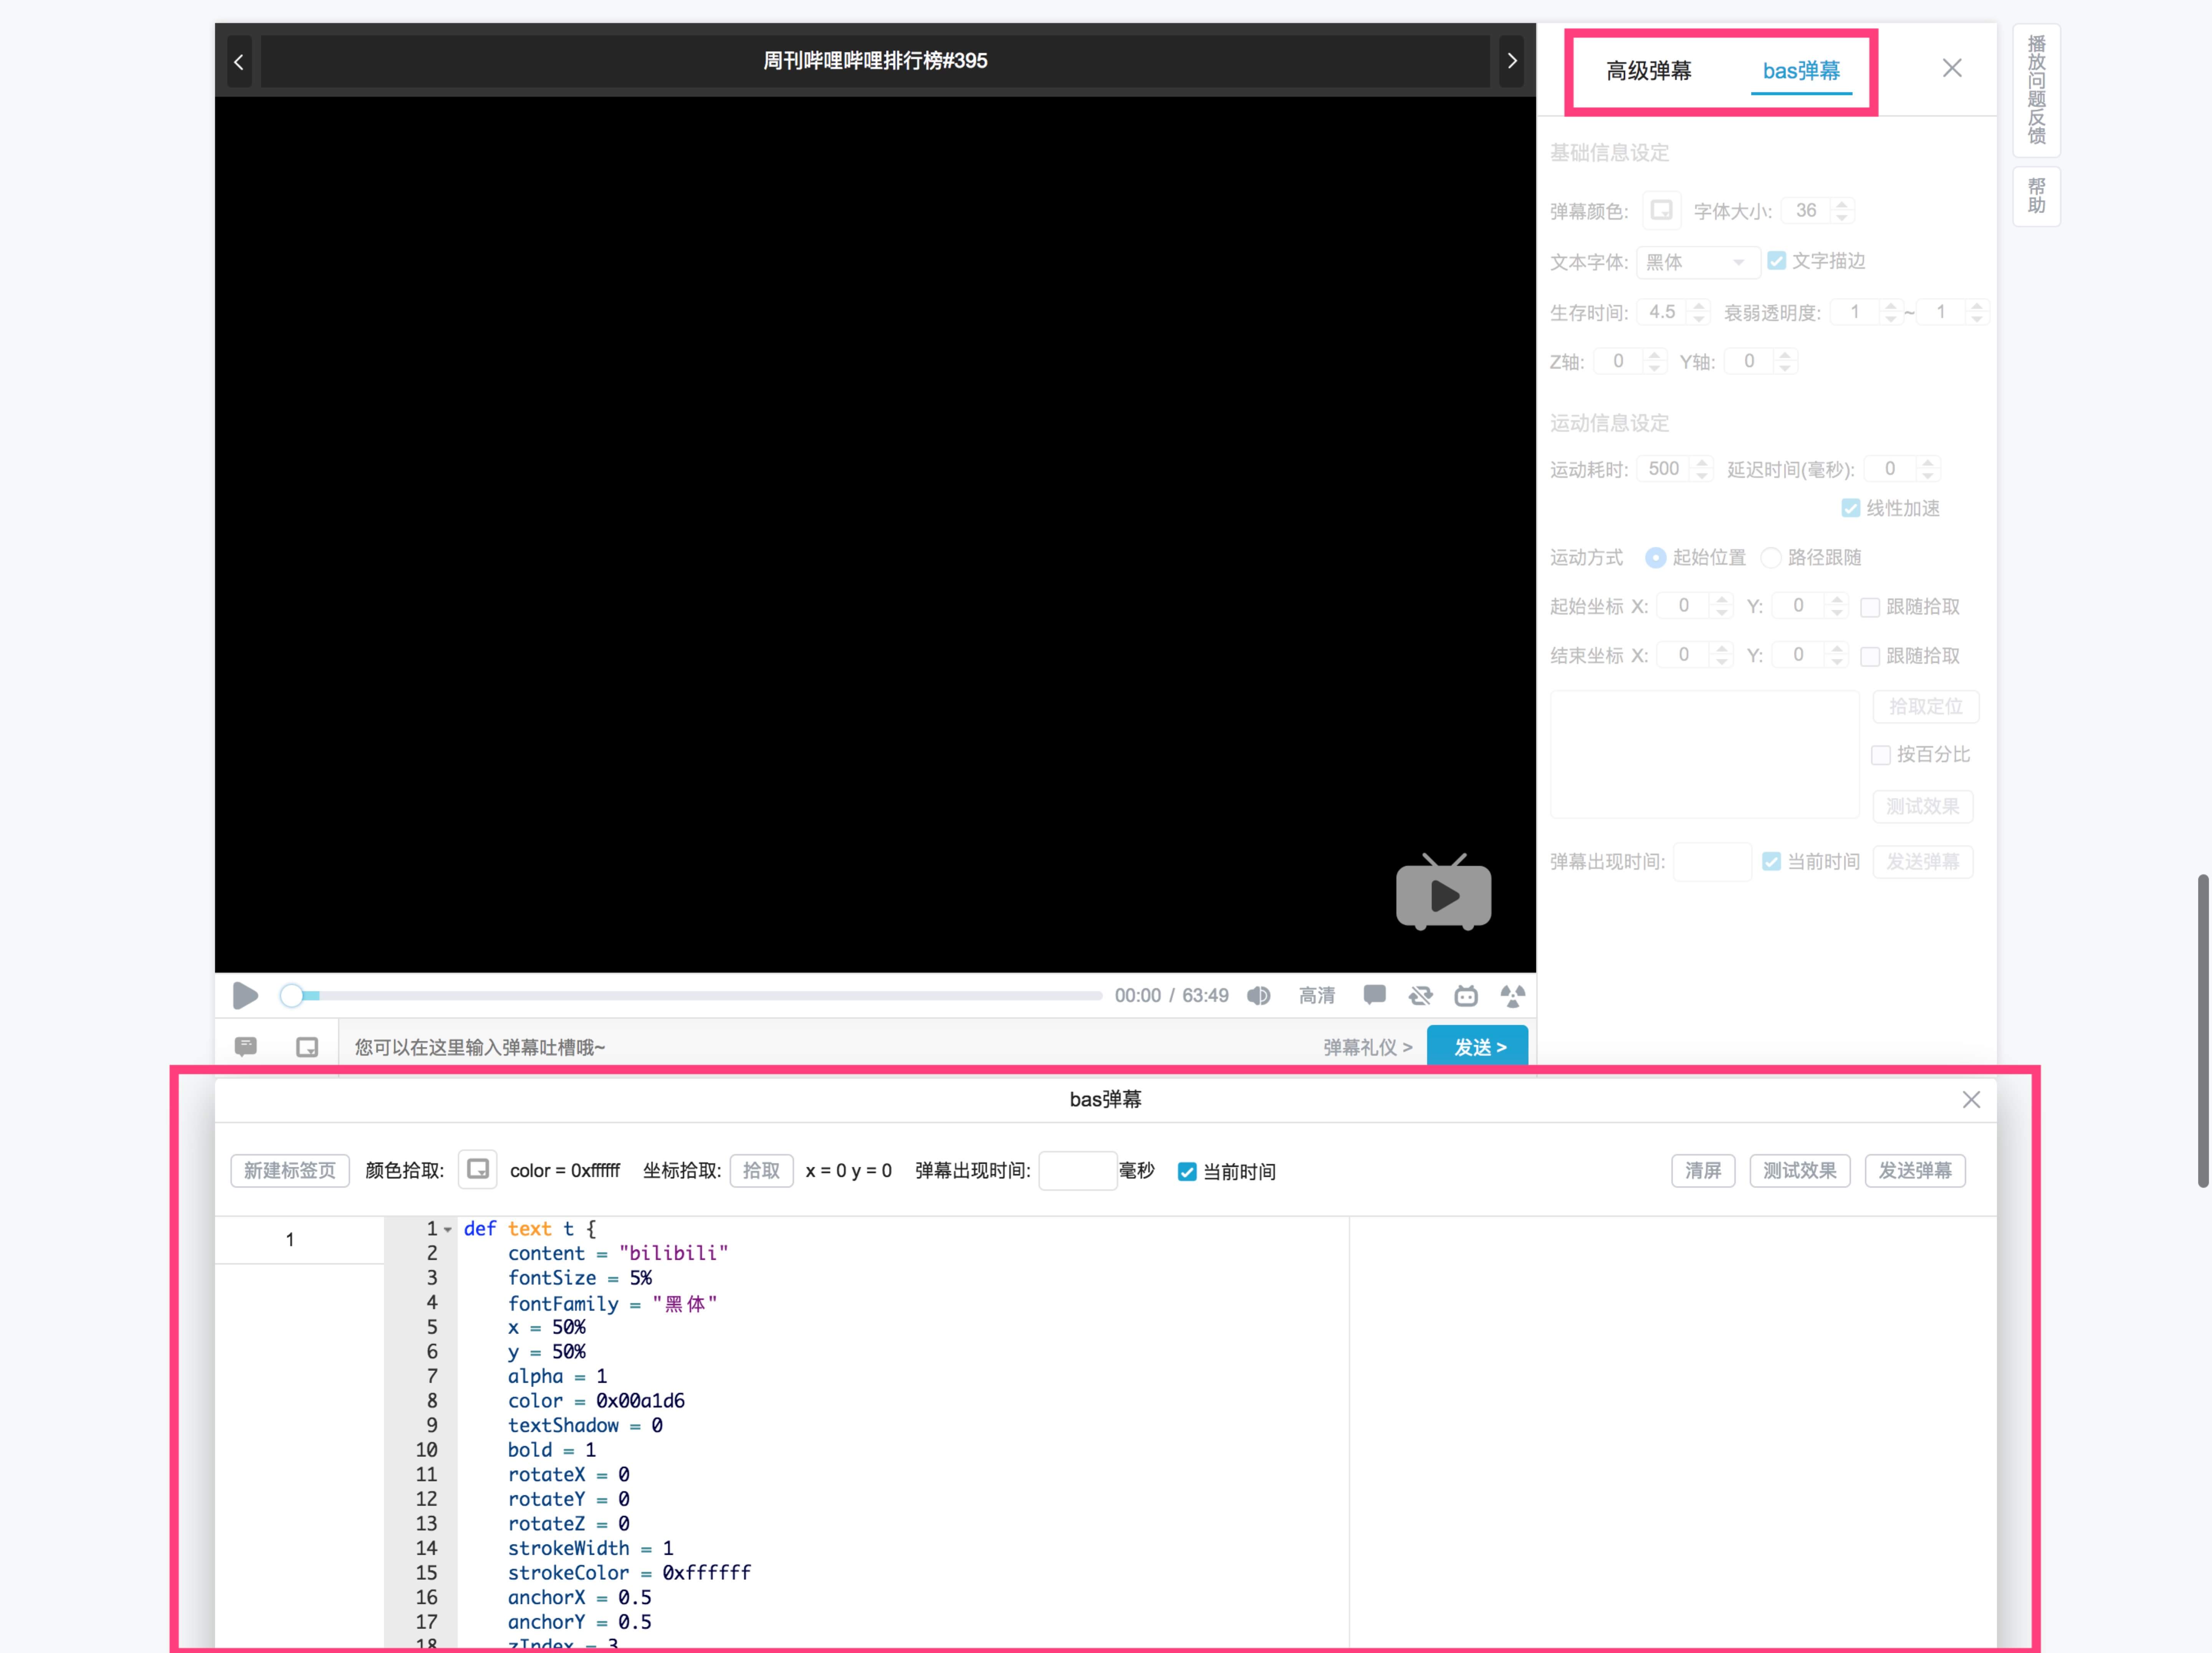 周刊哔哩哔哩排行榜#395
高级弹幕 bas弹幕
播放问题反馈
帮助
基础信息设定
弹幕颜色: 字体大小: 36
文本字体: 黑体 文字描边
生存时间: 4.5 衰弱透明度: 1 ~ 1
Z轴: 0 Y轴: 0
运动信息设定
运动耗时: 500 延迟时间(毫秒): 0
线性加速
运动方式 起始位置 路径跟随
起始坐标 X: 0 Y: 0 跟随拾取
结束坐标 X: 0 Y: 0 跟随拾取
拾取定位
按百分比
测试效果
弹幕出现时间: 当前时间 发送弹幕
00:00 / 63:49 高清
您可以在这里输入弹幕吐槽哦~ 弹幕礼仪 > 发送 >
bas弹幕
新建标签页 颜色拾取: color = 0xffffff 坐标拾取: 拾取 x = 0 y = 0 弹幕出现时间: 毫秒 当前时间 清屏 测试效果 发送弹幕
1
1 def text t {
2 content = "bilibili"
3 fontSize = 5%
4 fontFamily = "黑体"
5 x = 50%
6 y = 50%
7 alpha = 1
8 color = 0x00a1d6
9 textShadow = 0
10 bold = 1
11 rotateX = 0
12 rotateY = 0
13 rotateZ = 0
14 strokeWidth = 1
15 strokeColor = 0xffffff
16 anchorX = 0.5
17 anchorY = 0.5
18 zIndex = 3